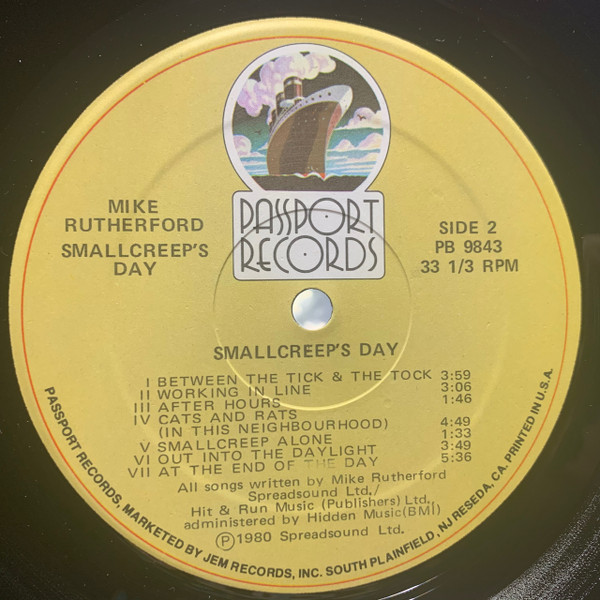 PASSPORT
RECORDS
MIKE
RUTHERFORD
SMALLCREEP'S
DAY
SIDE 2
PB 9843
33 1/3 RPM
SMALLCREEP'S DAY
I BETWEEN THE TICK & THE TOCK 3:59
II WORKING IN LINE 3:06
III AFTER HOURS 1:46
IV CATS AND RATS
(IN THIS NEIGHBOURHOOD) 4:49
V SMALLCREEP ALONE 1:33
VI OUT INTO THE DAYLIGHT 3:49
VII AT THE END OF THE DAY 5:36
All songs written by Mike Rutherford
Spreadsound Ltd./
Hit & Run Music (Publishers) Ltd.,
administered by Hidden Music(BMI)
Ⓟ1980 Spreadsound Ltd.
PASSPORT RECORDS, MARKETED BY JEM RECORDS, INC. SOUTH PLAINFIELD, NJ RESEDA, CA. PRINTED IN U.S.A.